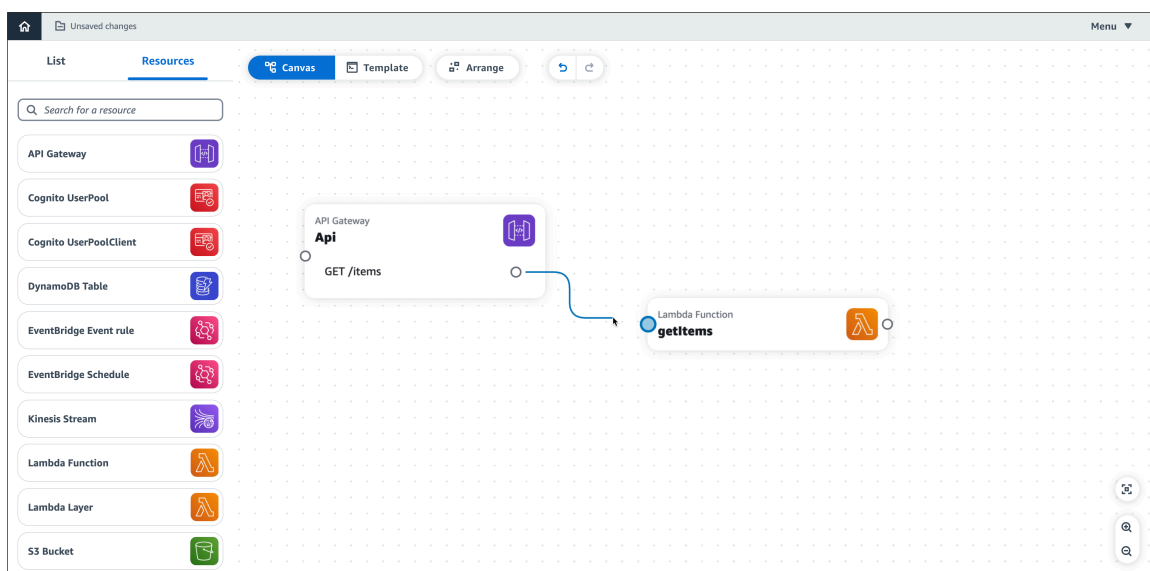 Unsaved changes
Menu
List
Resources
Canvas
Template
Arrange
Search for a resource
API Gateway
Cognito UserPool
Cognito UserPoolClient
DynamoDB Table
EventBridge Event rule
EventBridge Schedule
Kinesis Stream
Lambda Function
Lambda Layer
S3 Bucket
API Gateway
Api
GET /items
Lambda Function
getItems